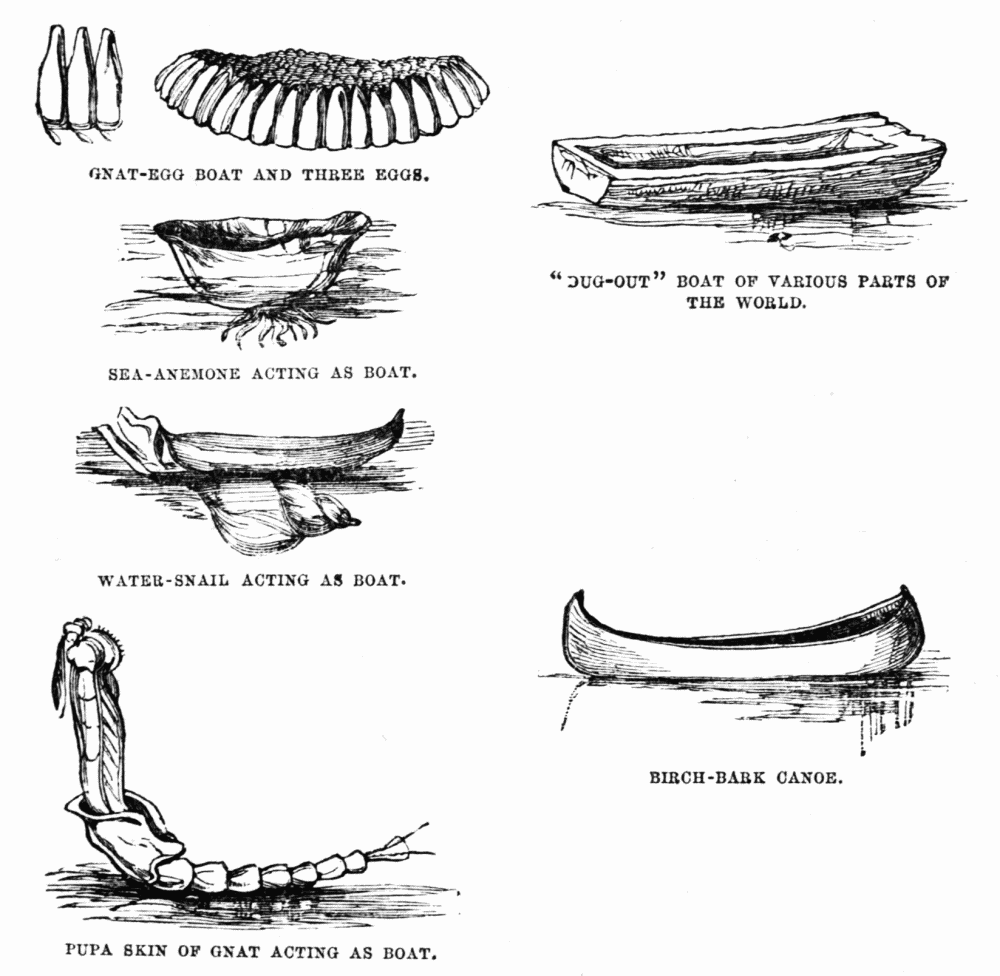 GNAT-EGG BOAT AND THREE EGGS.
SEA-ANEMONE ACTING AS BOAT.
WATER-SNAIL ACTING AS BOAT.
PUPA SKIN OF GNAT ACTING AS BOAT.
"DUG-OUT" BOAT OF VARIOUS PARTS OF
THE WORLD.
BIRCH-BARK CANOE.